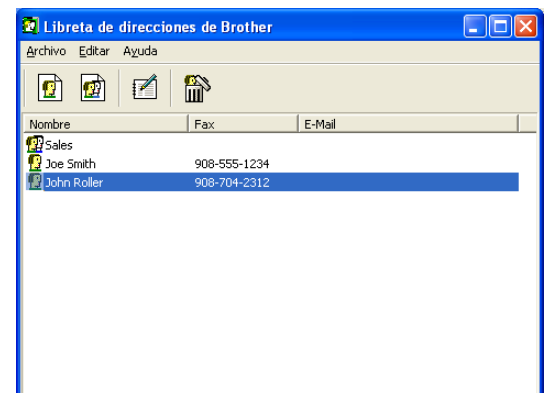 Libreta de direcciones de Brother
Archivo Editar Ayuda
Nombre Fax E-Mail
Sales
Joe Smith 908-555-1234
John Roller 908-704-2312